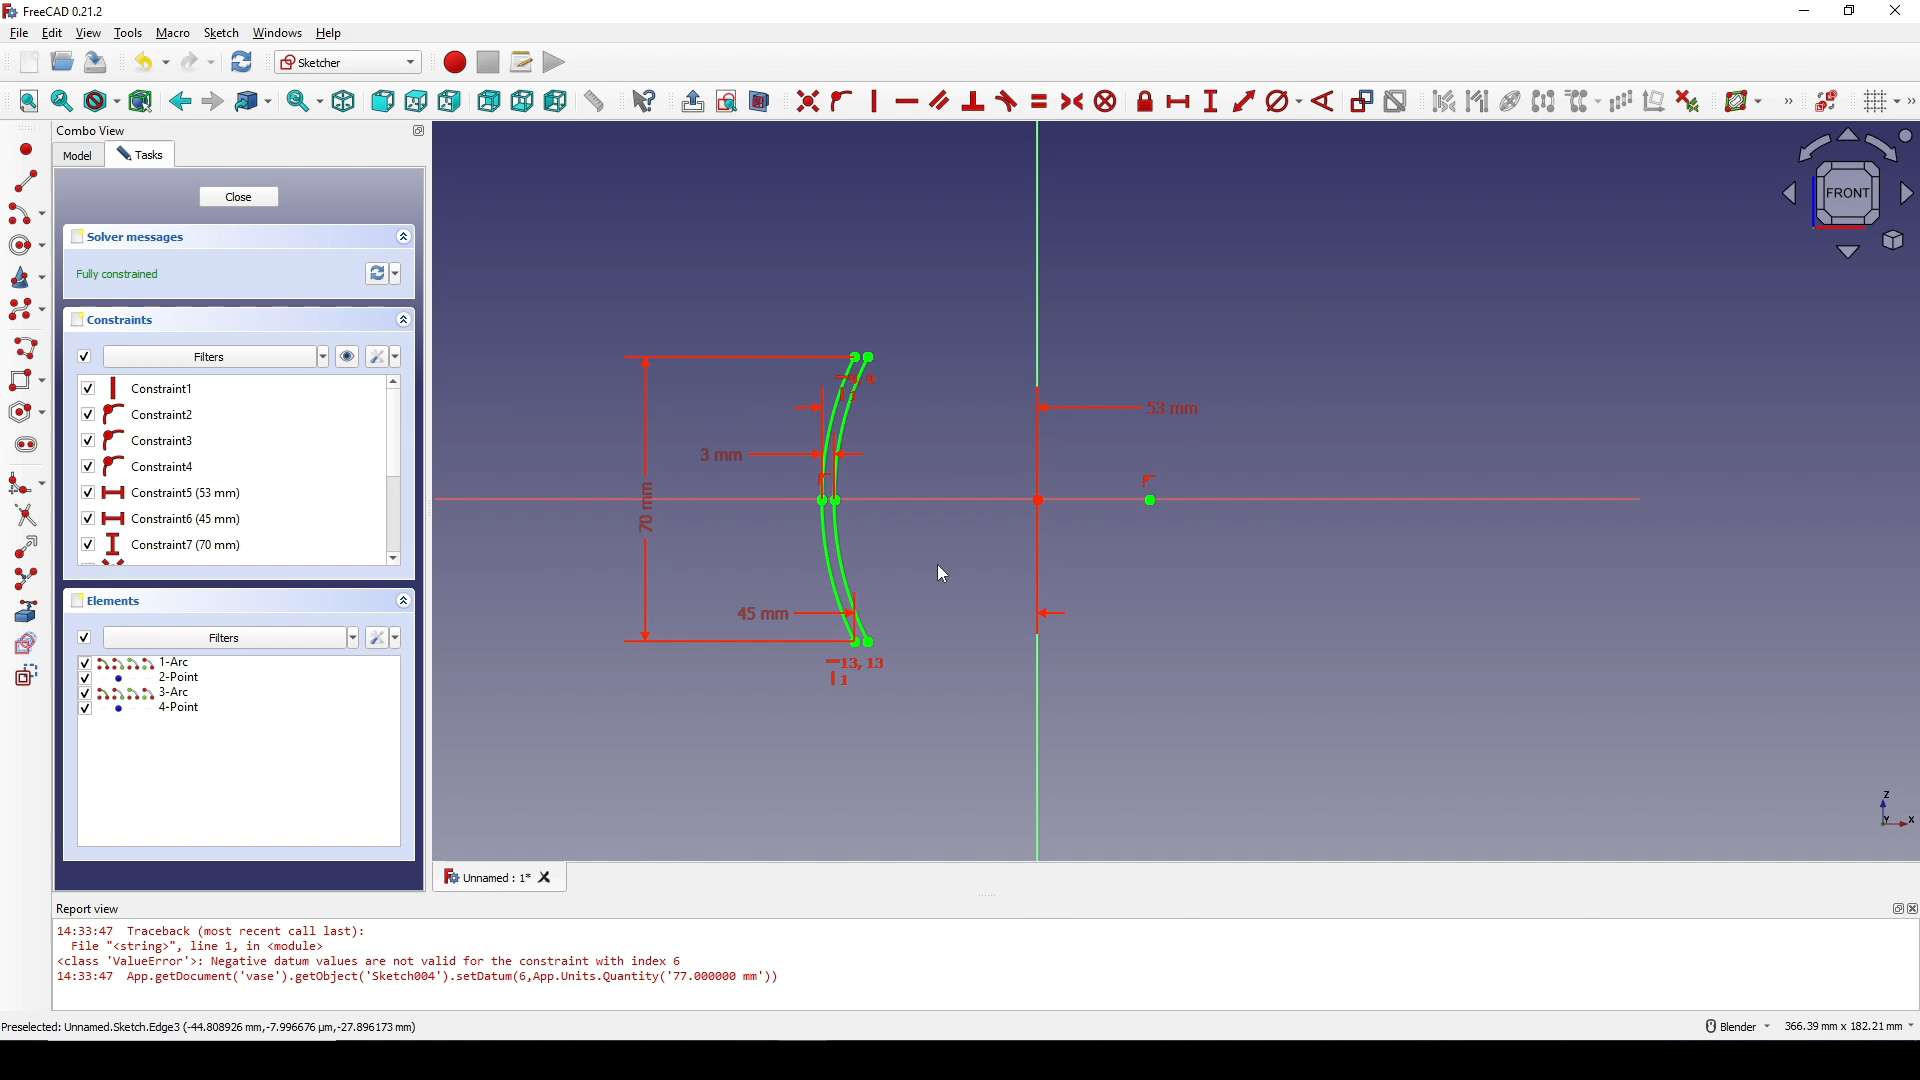 FreeCAD 0.21.2
File Edit View Tools Macro Sketch Windows Help
Sketcher
Combo View
Model Tasks
Close
Solver messages
Fully constrained
Constraints
Filters
Constraint1
Constraint2
Constraint3
Constraint4
Constraint5 (53 mm)
Constraint6 (45 mm)
Constraint7 (70 mm)
Elements
Filters
1-Arc
2-Point
3-Arc
4-Point
FRONT
53 mm
3 mm
70 mm
45 mm
13, 13
1
Z
Y X
Unnamed : 1*
Report view
14:33:47 Traceback (most recent call last):
File "<string>", line 1, in <module>
<class 'ValueError'>: Negative datum values are not valid for the constraint with index 6
14:33:47 App.getDocument('vase').getObject('Sketch004').setDatum(6,App.Units.Quantity('77.000000 mm'))
Preselected: Unnamed.Sketch.Edge3 (-44.808926 mm,-7.996676 µm,-27.896173 mm)
Blender
366.39 mm x 182.21 mm